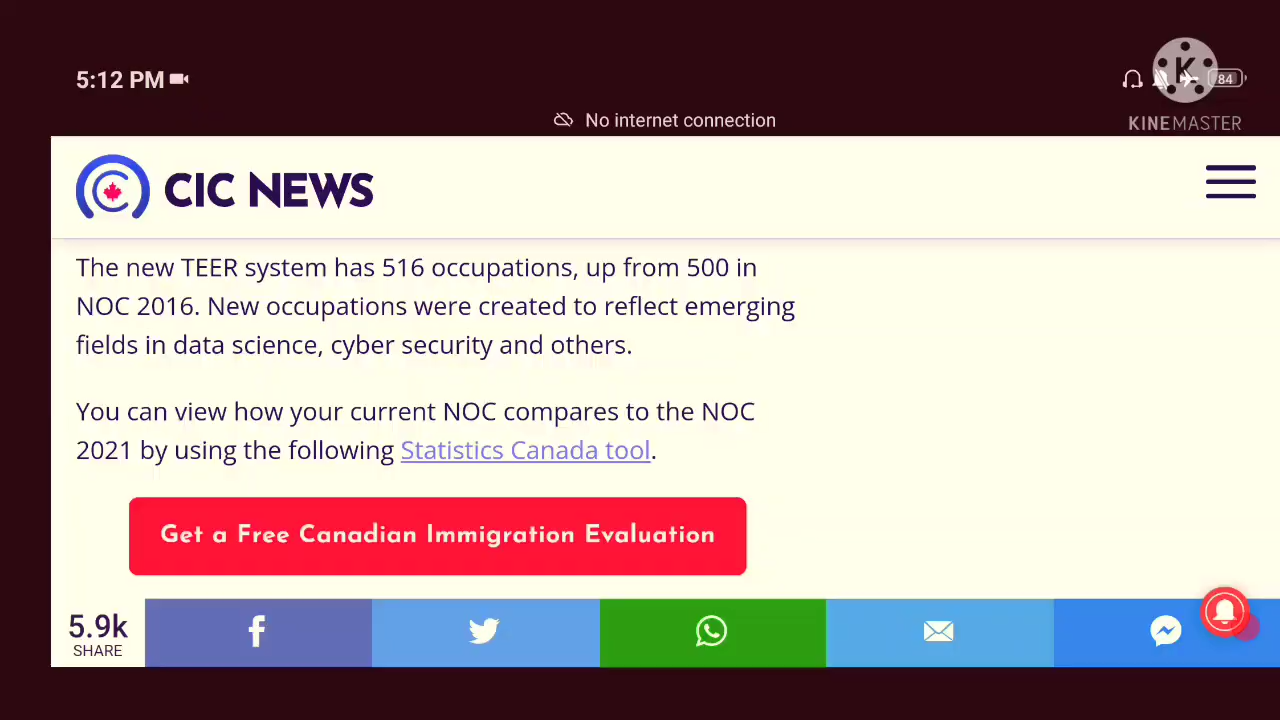 5:12 PM
84
No internet connection
KINEMASTER
CIC NEWS
The new TEER system has 516 occupations, up from 500 in
NOC 2016. New occupations were created to reflect emerging
fields in data science, cyber security and others.
You can view how your current NOC compares to the NOC
2021 by using the following Statistics Canada tool.
Get a Free Canadian Immigration Evaluation
5.9k
SHARE